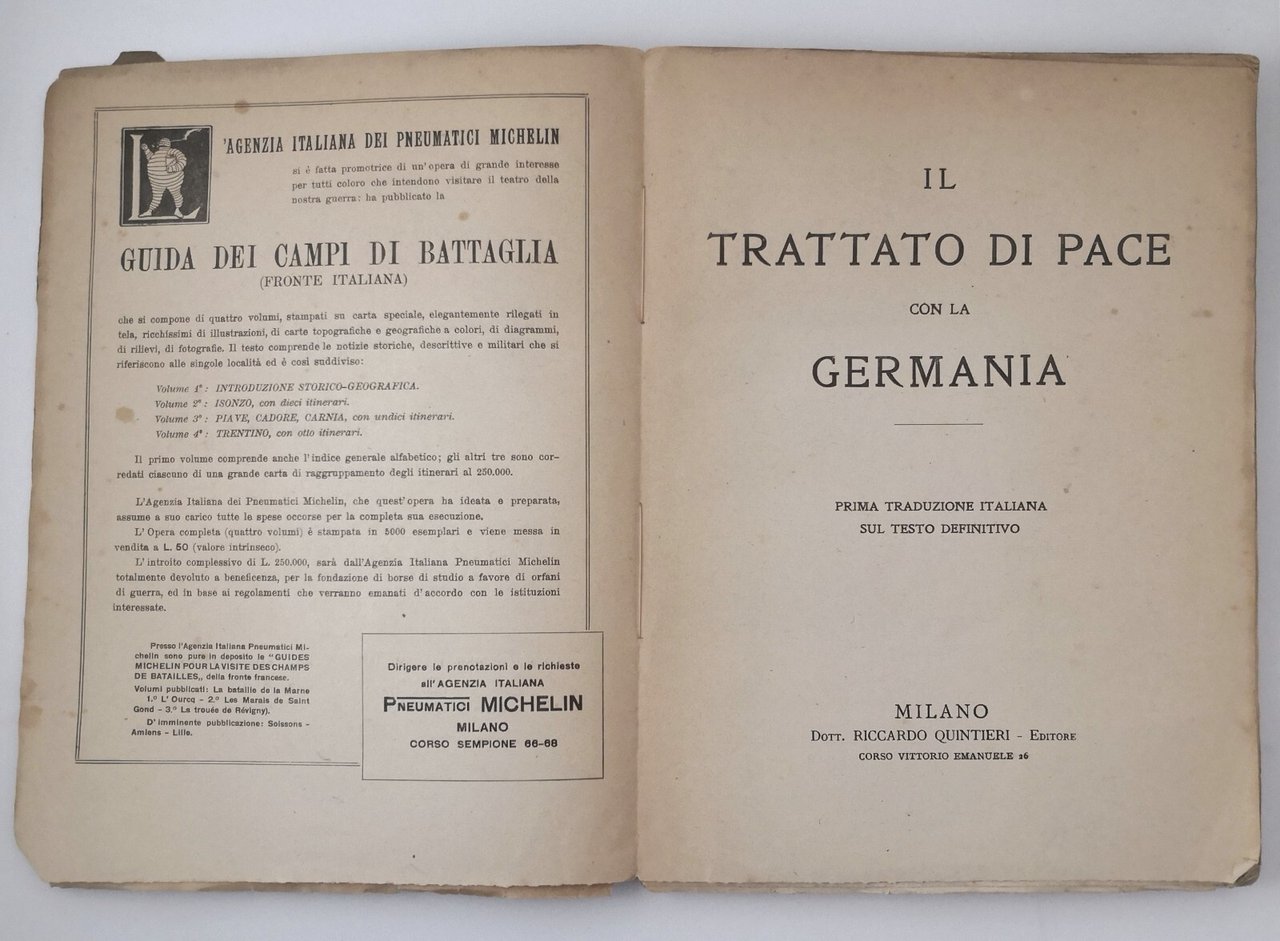 L'AGENZIA ITALIANA DEI PNEUMATICI MICHELIN
si è fatta promotrice di un' opera di grande interesse
per tutti coloro che intendono visitare il teatro della
nostra guerra: ha pubblicato la
GUIDA DEI CAMPI DI BATTAGLIA
(FRONTE ITALIANA)
che si compone di quattro volumi, stampati su carta speciale, elegantemente rilegati in
tela, ricchissimi di illustrazioni, di carte topografiche e geografiche a colori, di diagrammi,
di rilievi, di fotografie. Il testo comprende le notizie storiche, descrittive e militari che si
riferiscono alle singole località ed è così suddiviso:
Volume 1°: INTRODUZIONE STORICO-GEOGRAFICA.
Volume 2°: ISONZO, con dieci itinerari.
Volume 3°: PIAVE, CADORE, CARNIA, con undici itinerari.
Volume 4°: TRENTINO, con otto itinerari.
Il primo volume comprende anche l'indice generale alfabetico; gli altri tre sono cor-
redati ciascuno di una grande carta di raggruppamento degli itinerari al 250.000.
L'Agenzia Italiana dei Pneumatici Michelin, che quest' opera ha ideata e preparata,
assume a suo carico tutte le spese occorse per la completa sua esecuzione.
L' Opera completa (quattro volumi) è stampata in 5000 esemplari e viene messa in
vendita a L. 50 (valore intrinseco).
L' introito complessivo di L. 250.000, sarà dall'Agenzia Italiana Pneumatici Michelin
totalmente devoluto a beneficenza, per la fondazione di borse di studio a favore di orfani
di guerra, ed in base ai regolamenti che verranno emanati d' accordo con le istituzioni
interessate.
Presso l'Agenzia Italiana Pneumatici Mi-
chelin sono pure in deposito le "GUIDES
MICHELIN POUR LA VISITE DES CHAMPS
DE BATAILLES„ della fronte francese.
Volumi pubblicati: La bataille de la Marne
1.º L' Ourcq - 2.º Les Marais de Saint
Gond - 3.º La trouée de Révigny).
D' imminente pubblicazione: Soissons -
Amiens - Lille.
Dirigere le prenotazioni e le richieste
all'AGENZIA ITALIANA
PNEUMATICI MICHELIN
MILANO
CORSO SEMPIONE 66-68
IL
TRATTATO DI PACE
CON LA
GERMANIA
PRIMA TRADUZIONE ITALIANA
SUL TESTO DEFINITIVO
MILANO
DOTT. RICCARDO QUINTIERI - EDITORE
CORSO VITTORIO EMANUELE 26